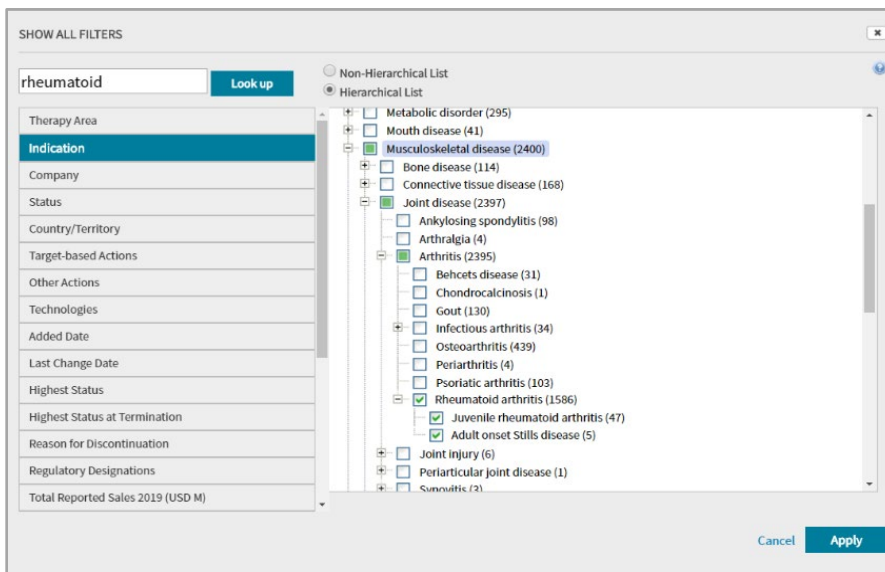 SHOW ALL FILTERS
rheumatoid
Look up
Non-Hierarchical List
Hierarchical List
Therapy Area
Indication
Company
Status
Country/Territory
Target-based Actions
Other Actions
Technologies
Added Date
Last Change Date
Highest Status
Highest Status at Termination
Reason for Discontinuation
Regulatory Designations
Total Reported Sales 2019 (USD M)
Metabolic disorder (295)
Mouth disease (41)
Musculoskeletal disease (2400)
Bone disease (114)
Connective tissue disease (168)
Joint disease (2397)
Ankylosing spondylitis (98)
Arthralgia (4)
Arthritis (2395)
Behcets disease (31)
Chondrocalcinosis (1)
Gout (130)
Infectious arthritis (34)
Osteoarthritis (439)
Periarthritis (4)
Psoriatic arthritis (103)
Rheumatoid arthritis (1586)
Juvenile rheumatoid arthritis (47)
Adult onset Stills disease (5)
Joint injury (6)
Periarticular joint disease (1)
Synovitis (3)
Cancel
Apply